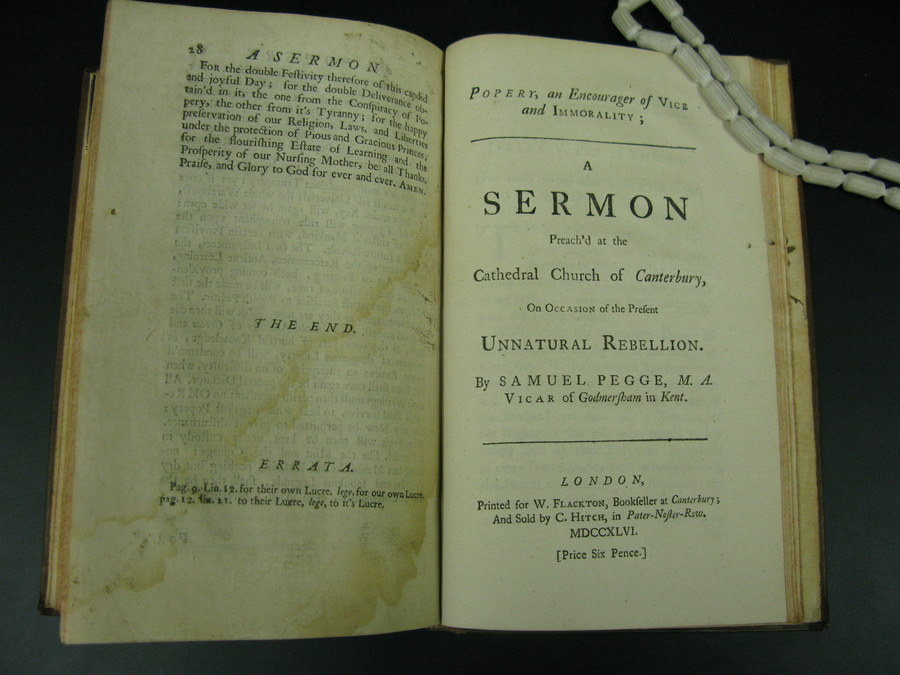 28 A SERMON
For the double Feſtivity therefore of this candid
and joyful Day; for the double Deliverance ob-
tain'd in it, the one from the Conſpiracy of Po-
pery, the other from it's Tyranny; for the happy
preſervation of our Religion, Laws, and Liberties
under the protection of Pious and Gracious Princes;
for the flouriſhing Eſtate of Learning and the
Proſperity of our Nurſing Mother, be all Thanks,
Praiſe, and Glory to God for ever and ever. AMEN.
THE END.
ERRATA.
Pag. 9. Lin. 12. for their own Lucre. lege, for our own Lucre.
pag. 12. lin. 21. to their Lucre, lege, to it's Lucre,
POPERY, an Encourager of VICE
and IMMORALITY;
A
SERMON
Preach'd at the
Cathedral Church of Canterbury,
On OCCASION of the Preſent
UNNATURAL REBELLION.
By SAMUEL PEGGE, M. A.
VICAR of Godmerſham in Kent.
LONDON,
Printed for W. FLACKTON, Bookſeller at Canterbury;
And Sold by C. HITCH, in Pater-Noſter-Row.
MDCCXLVI.
[Price Six Pence.]